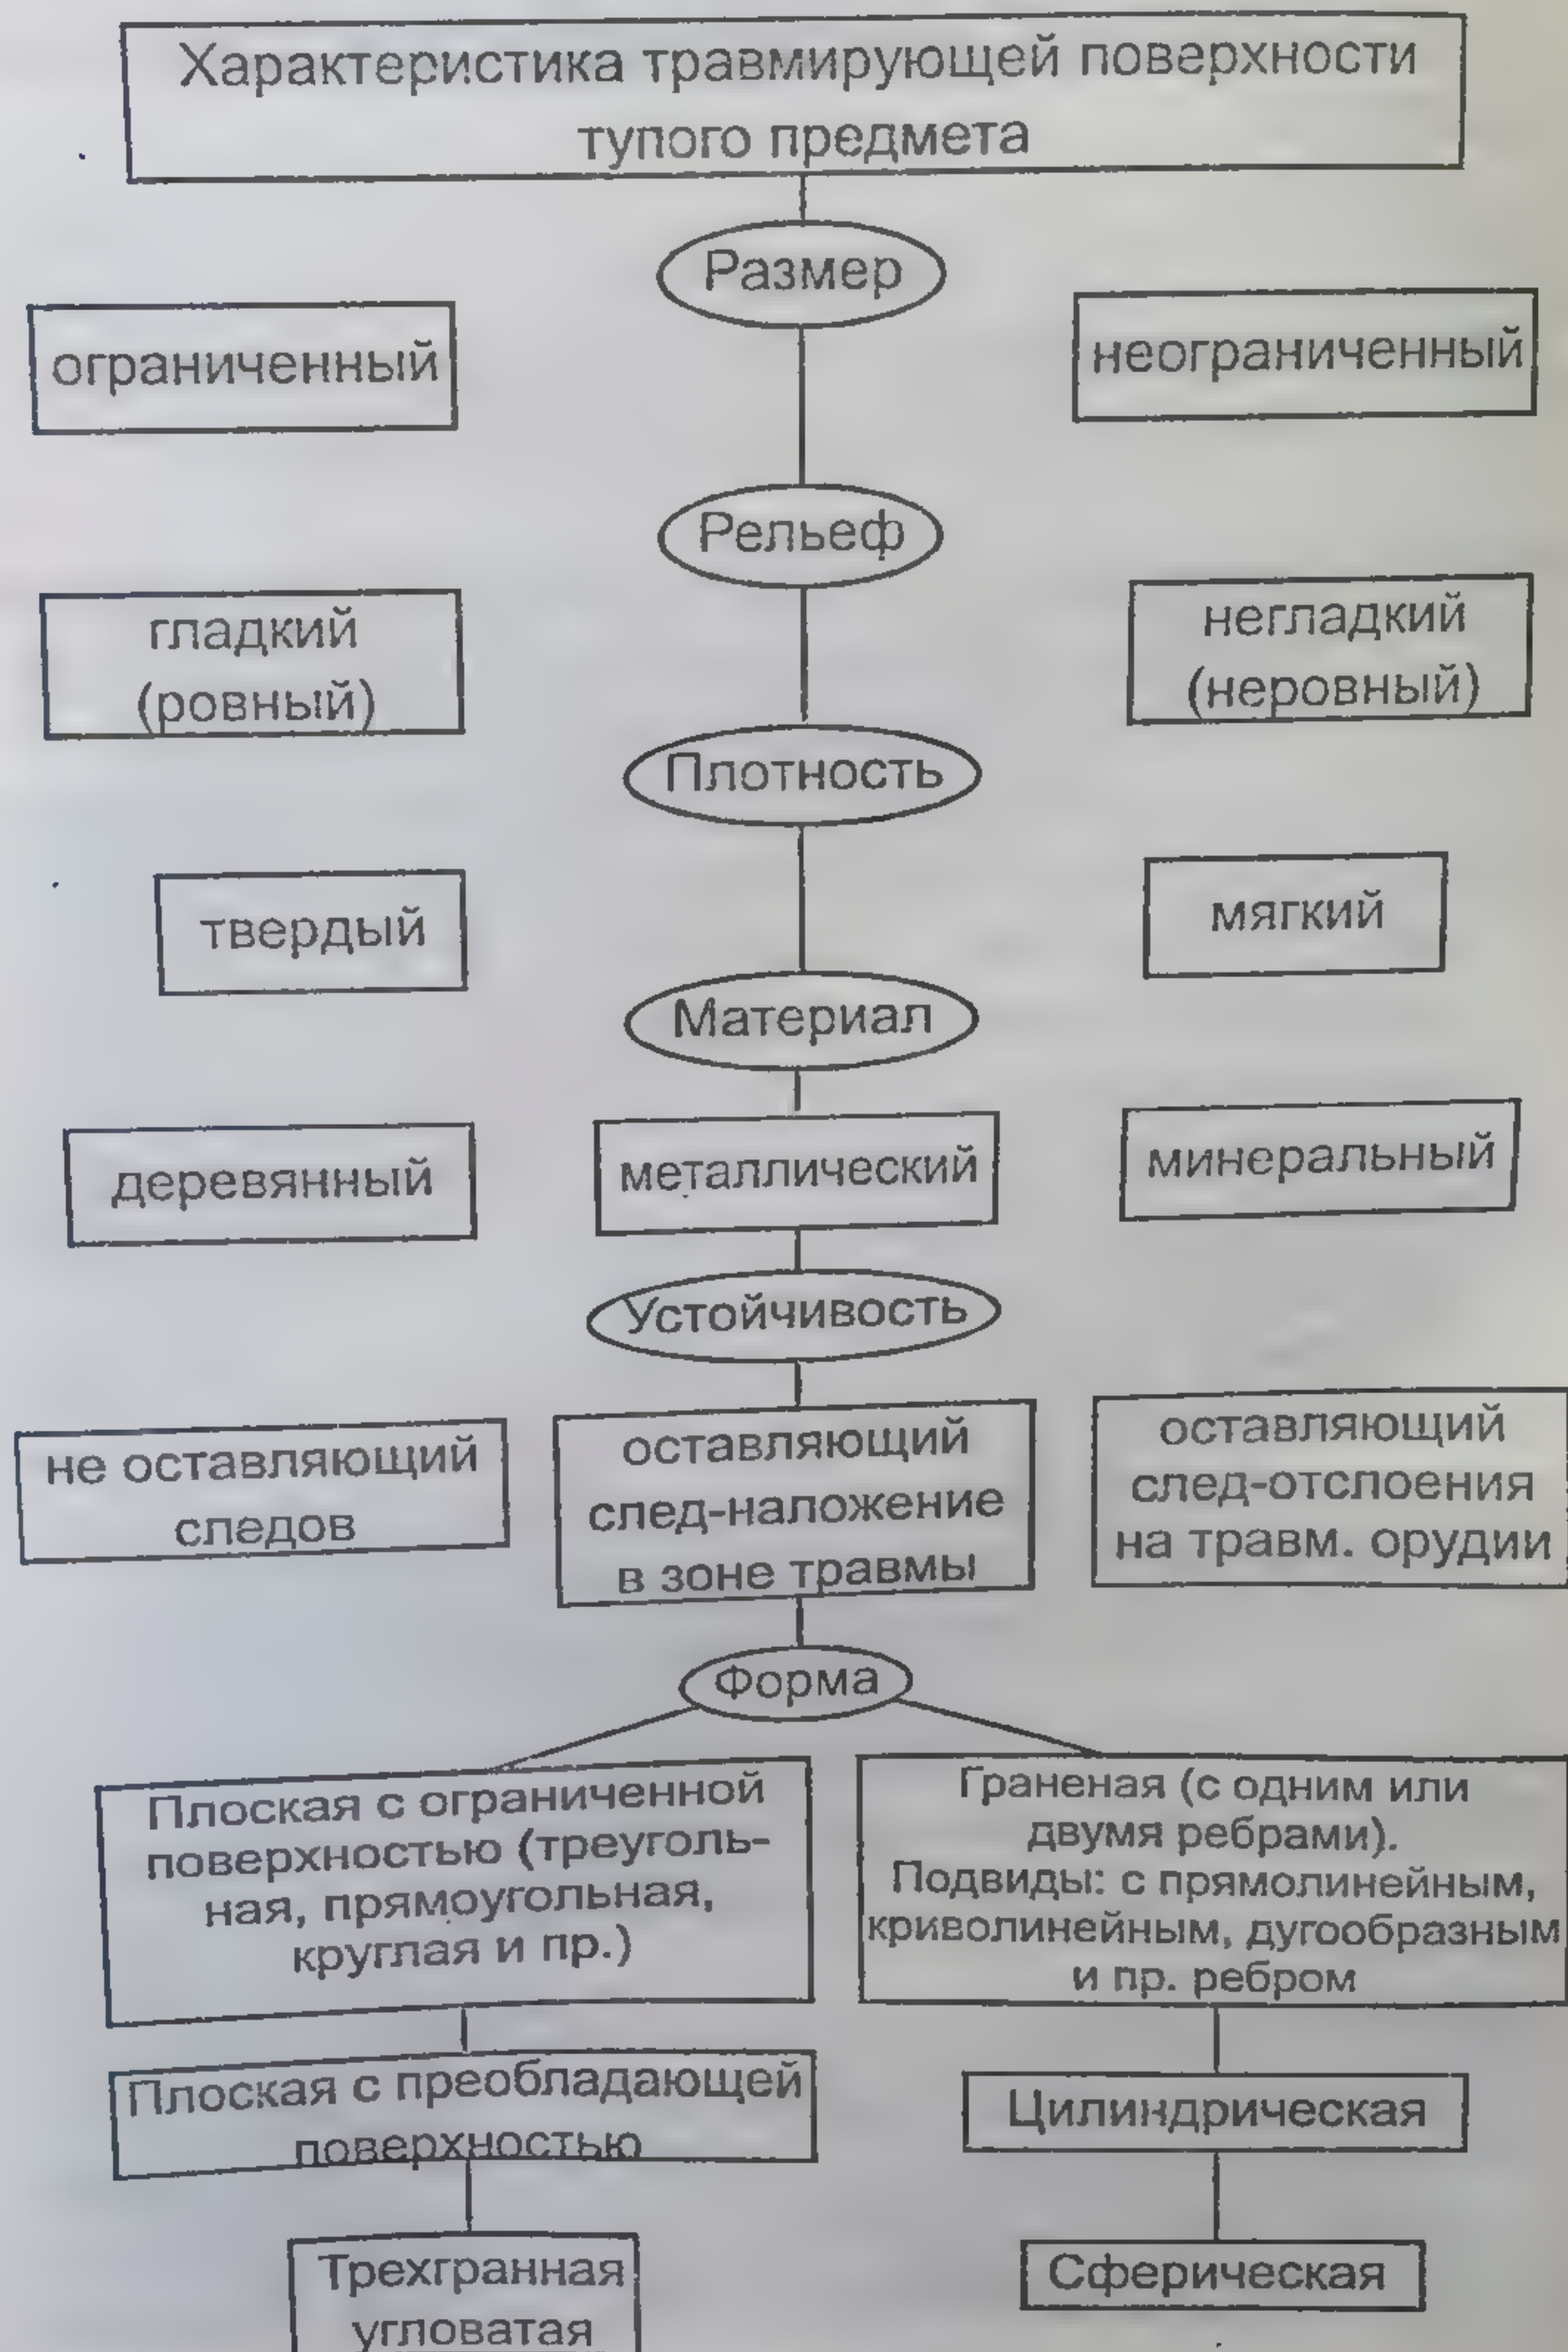 Характеристика травмирующей поверхности
тупого предмета
Размер
ограниченный
неограниченный
Рельеф
гладкий
(ровный)
негладкий
(неровный)
Плотность
твердый
мягкий
Материал
деревянный
металлический
минеральный
Устойчивость
не оставляющий
следов
оставляющий
след-наложение
в зоне травмы
оставляющий
след-отслоения
на травм. орудии
Форма
Плоская с ограниченной
поверхностью (треуголь-
ная, прямоугольная,
круглая и пр.)
Граненая (с одним или
двумя ребрами).
Подвиды: с прямолинейным,
криволинейным, дугообразным
и пр. ребром
Плоская с преобладающей
поверхностью
Цилиндрическая
Трехгранная
угловатая
Сферическая